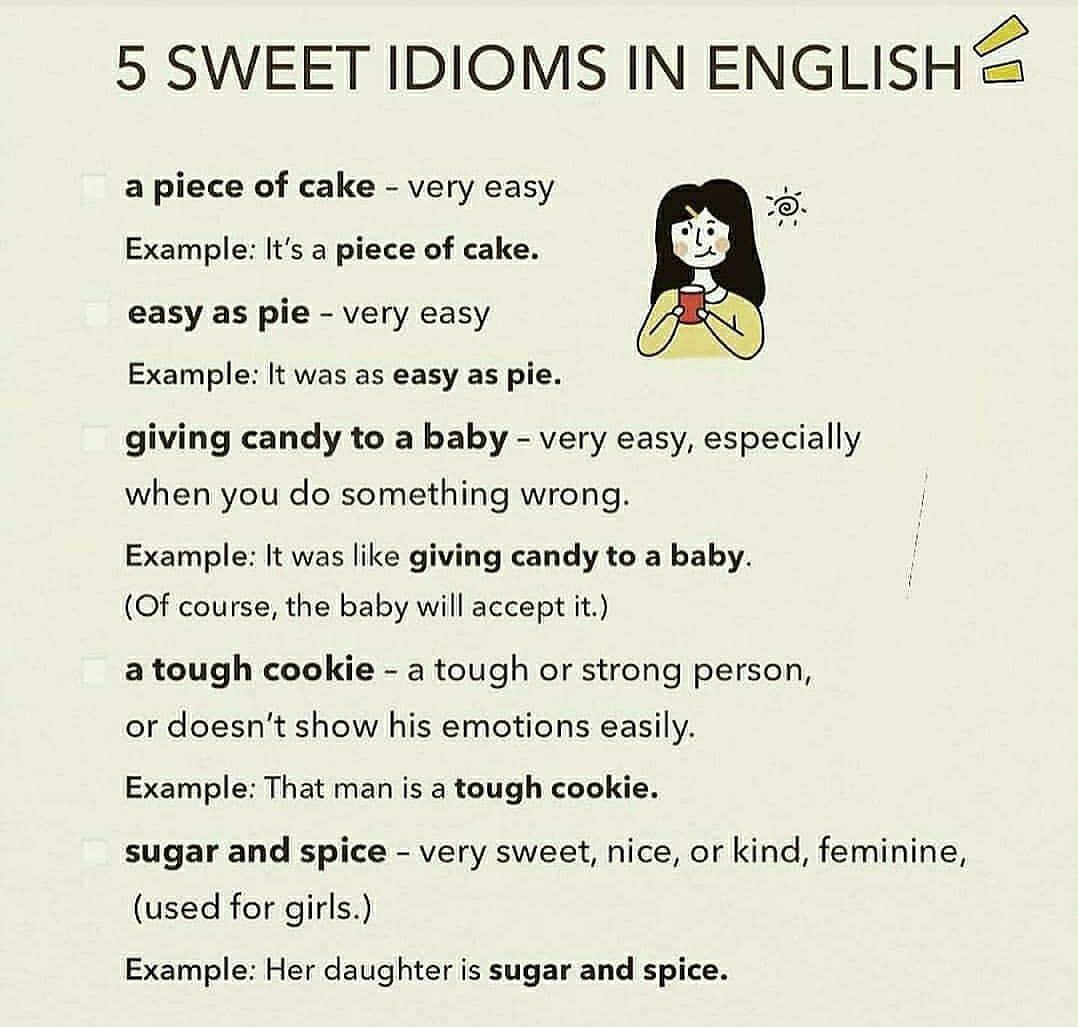 5 SWEET IDIOMS IN ENGLISH
a piece of cake – very easy
Example: It’s a piece of cake.
easy as pie – very easy
Example: It was as easy as pie.
giving candy to a baby – very easy, especially
when you do something wrong.
Example: It was like giving candy to a baby.
(Of course, the baby will accept it.)
a tough cookie – a tough or strong person,
or doesn’t show his emotions easily.
Example: That man is a tough cookie.
sugar and spice – very sweet, nice, or kind, feminine,
(used for girls.)
Example: Her daughter is sugar and spice.